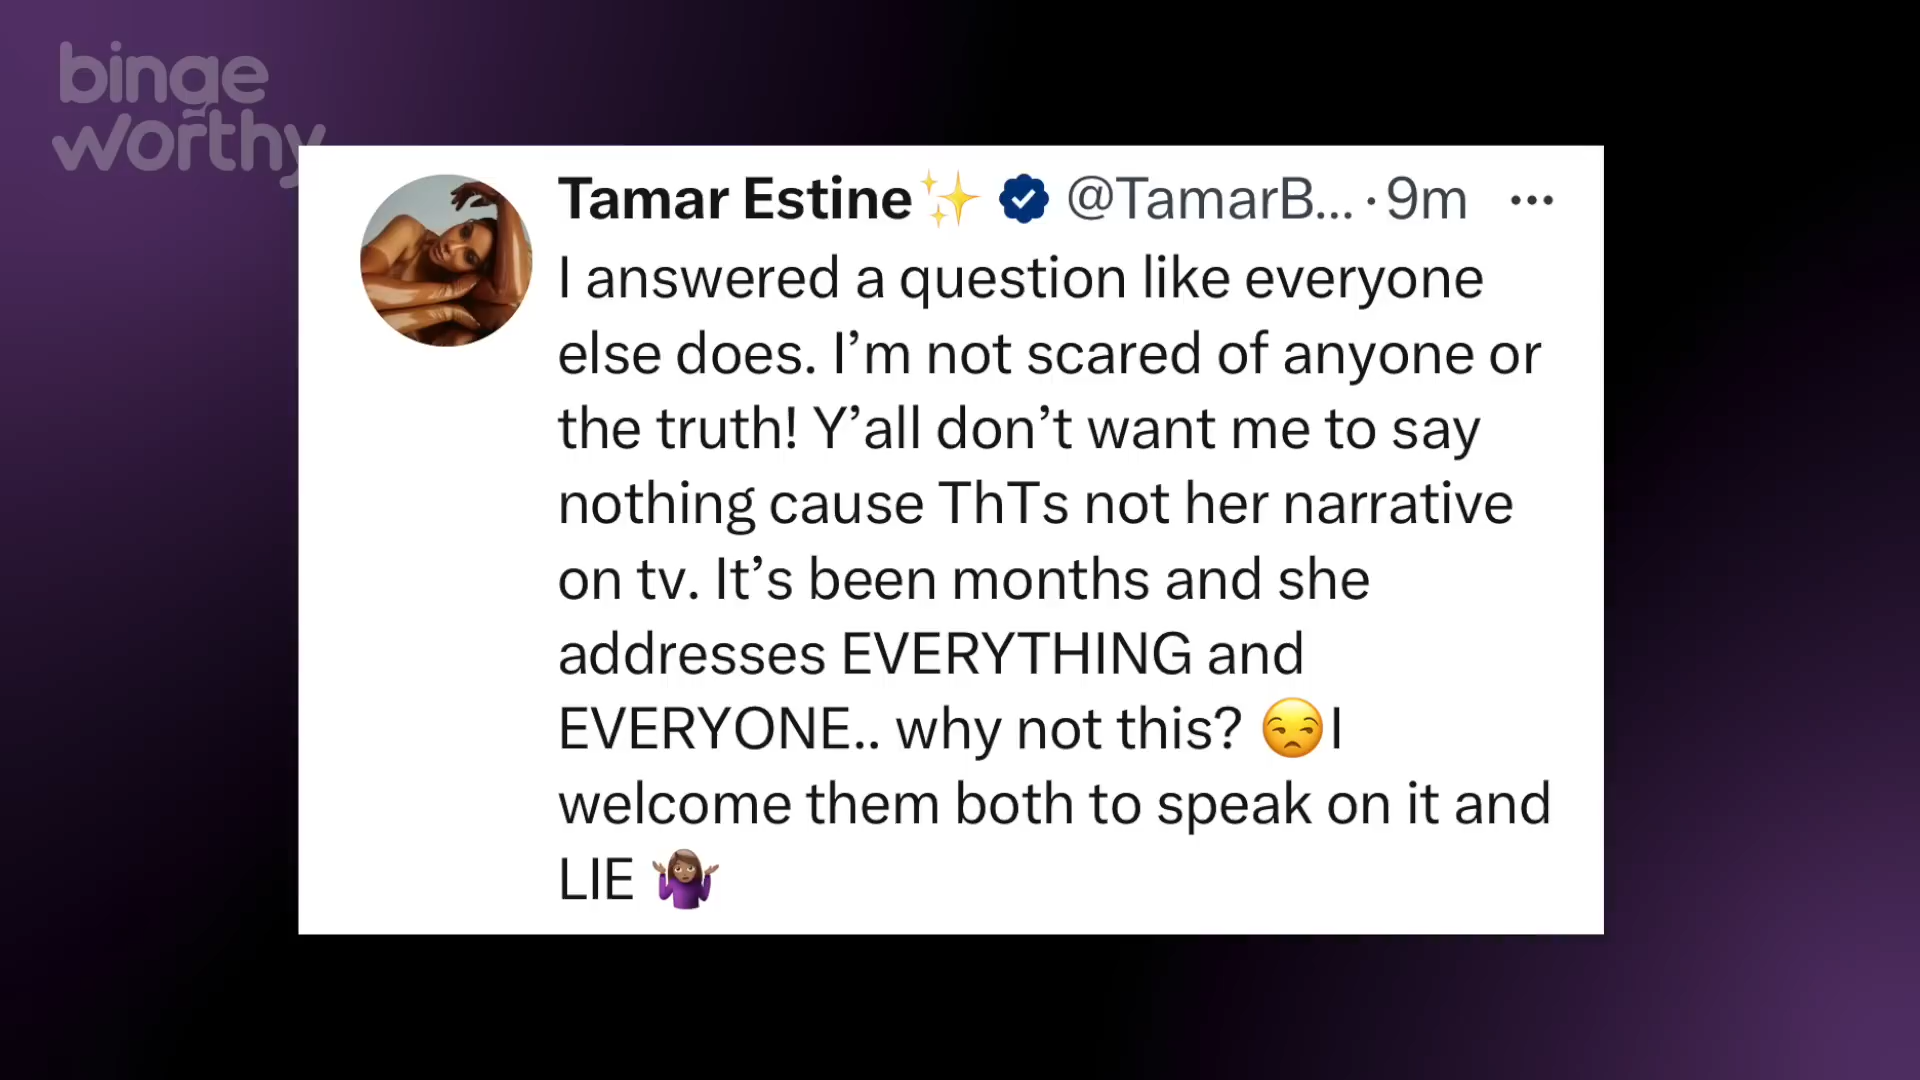 binge
worthy
Tamar Estine✨ @TamarB... · 9m ...
I answered a question like everyone
else does. I’m not scared of anyone or
the truth! Y’all don’t want me to say
nothing cause ThTs not her narrative
on tv. It’s been months and she
addresses EVERYTHING and
EVERYONE.. why not this? 😒I
welcome them both to speak on it and
LIE 🤷🏽‍♀️